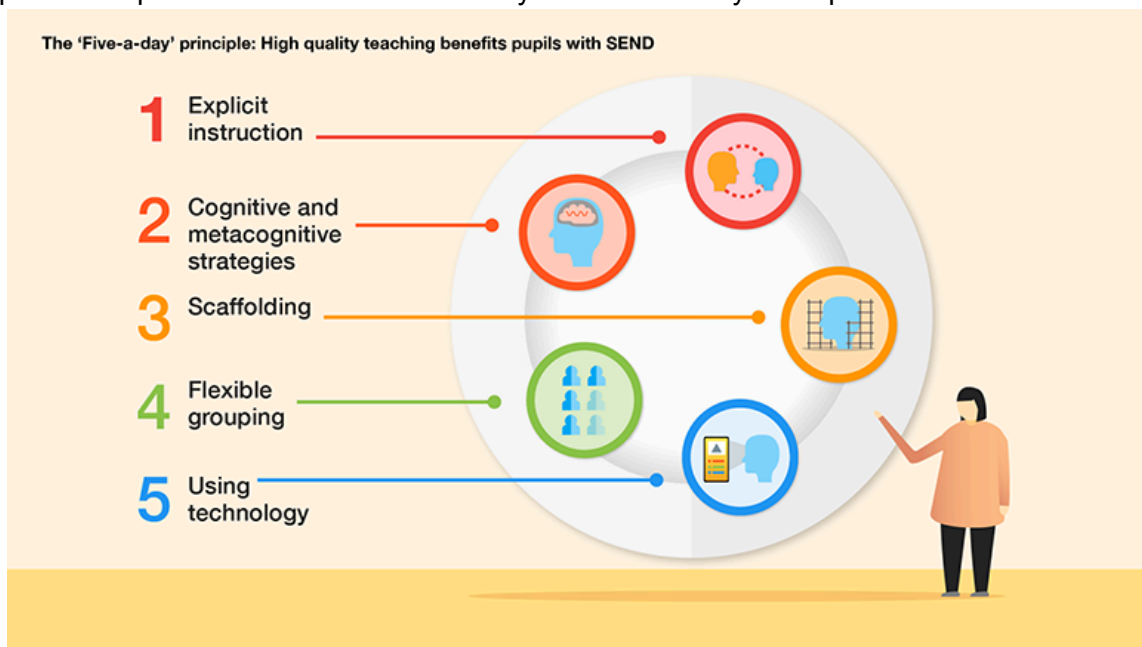 The ‘Five-a-day’ principle: High quality teaching benefits pupils with SEND
1 Explicit
instruction
2 Cognitive and
metacognitive
strategies
3 Scaffolding
4 Flexible
grouping
5 Using
technology